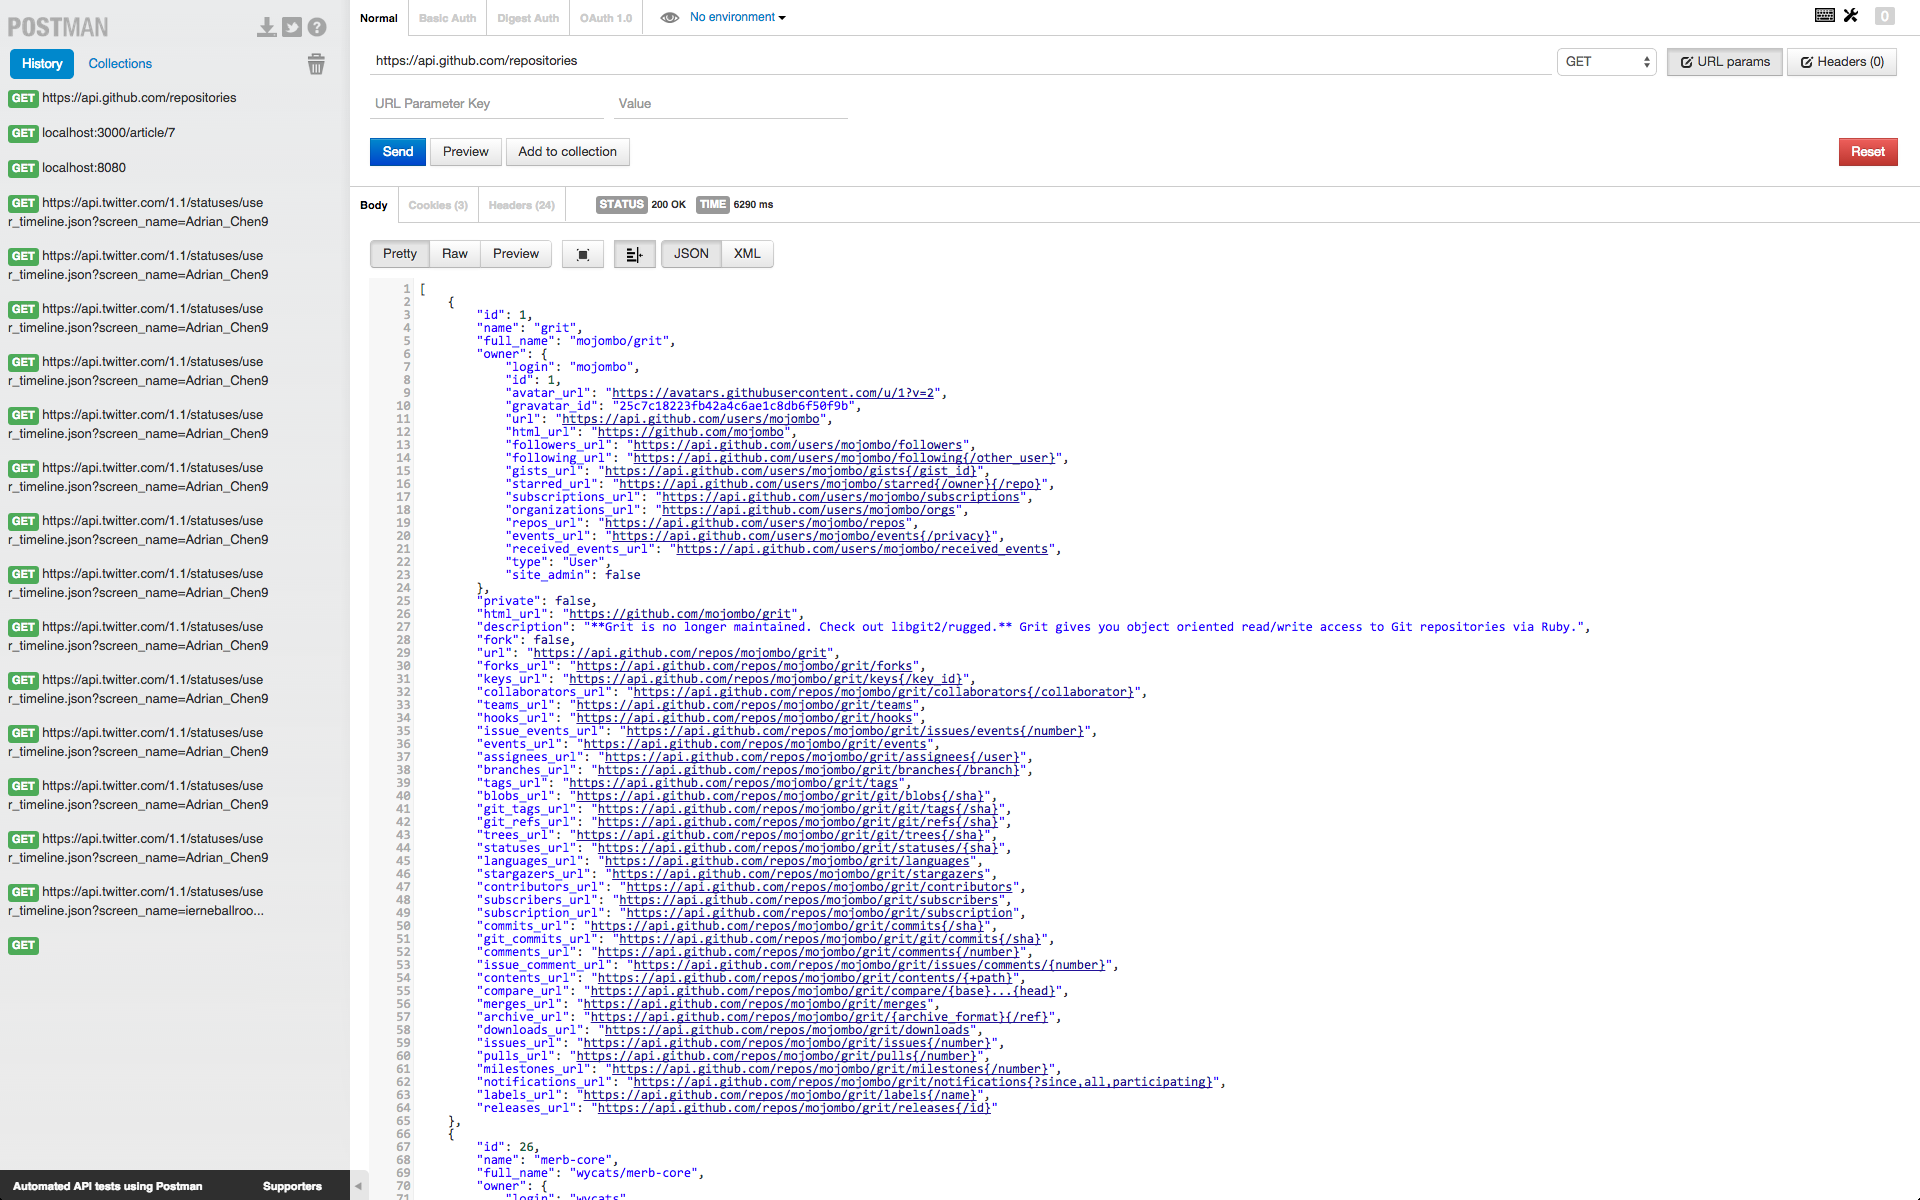 POSTMAN
History Collections
GET https://api.github.com/repositories
GET localhost:3000/article/7
GET localhost:8080
GET https://api.twitter.com/1.1/statuses/use
r_timeline.json?screen_name=Adrian_Chen9
GET https://api.twitter.com/1.1/statuses/use
r_timeline.json?screen_name=Adrian_Chen9
GET https://api.twitter.com/1.1/statuses/use
r_timeline.json?screen_name=Adrian_Chen9
GET https://api.twitter.com/1.1/statuses/use
r_timeline.json?screen_name=Adrian_Chen9
GET https://api.twitter.com/1.1/statuses/use
r_timeline.json?screen_name=Adrian_Chen9
GET https://api.twitter.com/1.1/statuses/use
r_timeline.json?screen_name=Adrian_Chen9
GET https://api.twitter.com/1.1/statuses/use
r_timeline.json?screen_name=Adrian_Chen9
GET https://api.twitter.com/1.1/statuses/use
r_timeline.json?screen_name=Adrian_Chen9
GET https://api.twitter.com/1.1/statuses/use
r_timeline.json?screen_name=Adrian_Chen9
GET https://api.twitter.com/1.1/statuses/use
r_timeline.json?screen_name=Adrian_Chen9
GET https://api.twitter.com/1.1/statuses/use
r_timeline.json?screen_name=Adrian_Chen9
GET https://api.twitter.com/1.1/statuses/use
r_timeline.json?screen_name=Adrian_Chen9
GET https://api.twitter.com/1.1/statuses/use
r_timeline.json?screen_name=Adrian_Chen9
GET https://api.twitter.com/1.1/statuses/use
r_timeline.json?screen_name=ierneballroo...
GET
Automated API tests using Postman Supporters
Normal Basic Auth Digest Auth OAuth 1.0 No environment 0
https://api.github.com/repositories GET URL params Headers (0)
URL Parameter Key Value
Send Preview Add to collection Reset
Body Cookies (3) Headers (24) STATUS 200 OK TIME 6290 ms
Pretty Raw Preview JSON XML
1 [
2 {
3 "id": 1,
4 "name": "grit",
5 "full_name": "mojombo/grit",
6 "owner": {
7 "login": "mojombo",
8 "id": 1,
9 "avatar_url": "https://avatars.githubusercontent.com/u/1?v=2",
10 "gravatar_id": "25c7c18223fb42a4c6ae1c8db6f50f9b",
11 "url": "https://api.github.com/users/mojombo",
12 "html_url": "https://github.com/mojombo",
13 "followers_url": "https://api.github.com/users/mojombo/followers",
14 "following_url": "https://api.github.com/users/mojombo/following{/other_user}",
15 "gists_url": "https://api.github.com/users/mojombo/gists{/gist_id}",
16 "starred_url": "https://api.github.com/users/mojombo/starred{/owner}{/repo}",
17 "subscriptions_url": "https://api.github.com/users/mojombo/subscriptions",
18 "organizations_url": "https://api.github.com/users/mojombo/orgs",
19 "repos_url": "https://api.github.com/users/mojombo/repos",
20 "events_url": "https://api.github.com/users/mojombo/events{/privacy}",
21 "received_events_url": "https://api.github.com/users/mojombo/received_events",
22 "type": "User",
23 "site_admin": false
24 },
25 "private": false,
26 "html_url": "https://github.com/mojombo/grit",
27 "description": "**Grit is no longer maintained. Check out libgit2/rugged.** Grit gives you object oriented read/write access to Git repositories via Ruby.",
28 "fork": false,
29 "url": "https://api.github.com/repos/mojombo/grit",
30 "forks_url": "https://api.github.com/repos/mojombo/grit/forks",
31 "keys_url": "https://api.github.com/repos/mojombo/grit/keys{/key_id}",
32 "collaborators_url": "https://api.github.com/repos/mojombo/grit/collaborators{/collaborator}",
33 "teams_url": "https://api.github.com/repos/mojombo/grit/teams",
34 "hooks_url": "https://api.github.com/repos/mojombo/grit/hooks",
35 "issue_events_url": "https://api.github.com/repos/mojombo/grit/issues/events{/number}",
36 "events_url": "https://api.github.com/repos/mojombo/grit/events",
37 "assignees_url": "https://api.github.com/repos/mojombo/grit/assignees{/user}",
38 "branches_url": "https://api.github.com/repos/mojombo/grit/branches{/branch}",
39 "tags_url": "https://api.github.com/repos/mojombo/grit/tags",
40 "blobs_url": "https://api.github.com/repos/mojombo/grit/git/blobs{/sha}",
41 "git_tags_url": "https://api.github.com/repos/mojombo/grit/git/tags{/sha}",
42 "git_refs_url": "https://api.github.com/repos/mojombo/grit/git/refs{/sha}",
43 "trees_url": "https://api.github.com/repos/mojombo/grit/git/trees{/sha}",
44 "statuses_url": "https://api.github.com/repos/mojombo/grit/statuses/{sha}",
45 "languages_url": "https://api.github.com/repos/mojombo/grit/languages",
46 "stargazers_url": "https://api.github.com/repos/mojombo/grit/stargazers",
47 "contributors_url": "https://api.github.com/repos/mojombo/grit/contributors",
48 "subscribers_url": "https://api.github.com/repos/mojombo/grit/subscribers",
49 "subscription_url": "https://api.github.com/repos/mojombo/grit/subscription",
50 "commits_url": "https://api.github.com/repos/mojombo/grit/commits{/sha}",
51 "git_commits_url": "https://api.github.com/repos/mojombo/grit/git/commits{/sha}",
52 "comments_url": "https://api.github.com/repos/mojombo/grit/comments{/number}",
53 "issue_comment_url": "https://api.github.com/repos/mojombo/grit/issues/comments/{number}",
54 "contents_url": "https://api.github.com/repos/mojombo/grit/contents/{+path}",
55 "compare_url": "https://api.github.com/repos/mojombo/grit/compare/{base}...{head}",
56 "merges_url": "https://api.github.com/repos/mojombo/grit/merges",
57 "archive_url": "https://api.github.com/repos/mojombo/grit/{archive_format}{/ref}",
58 "downloads_url": "https://api.github.com/repos/mojombo/grit/downloads",
59 "issues_url": "https://api.github.com/repos/mojombo/grit/issues{/number}",
60 "pulls_url": "https://api.github.com/repos/mojombo/grit/pulls{/number}",
61 "milestones_url": "https://api.github.com/repos/mojombo/grit/milestones{/number}",
62 "notifications_url": "https://api.github.com/repos/mojombo/grit/notifications{?since,all,participating}",
63 "labels_url": "https://api.github.com/repos/mojombo/grit/labels{/name}",
64 "releases_url": "https://api.github.com/repos/mojombo/grit/releases{/id}"
65 },
66 {
67 "id": 26,
68 "name": "merb-core",
69 "full_name": "wycats/merb-core",
70 "owner": {
71 "login": "wycats"